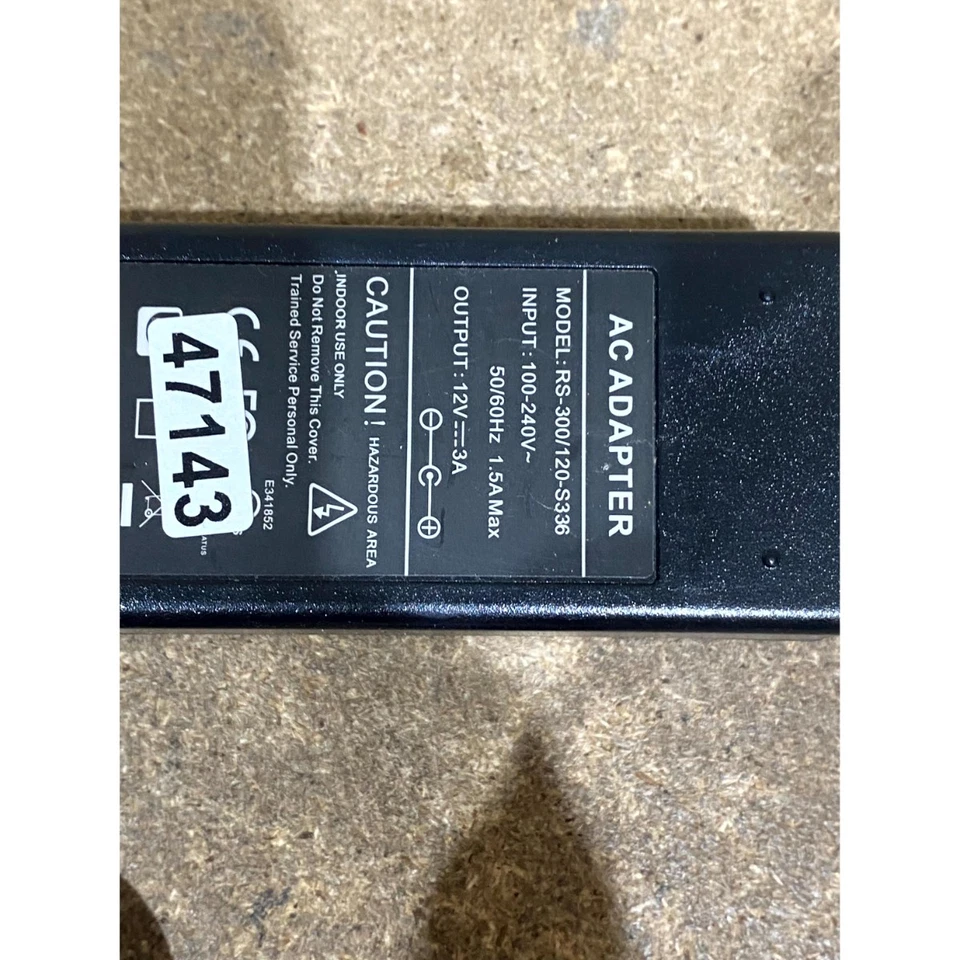 AC ADAPTER
MODEL: RS-300/120-S336
INPUT: 100-240V~
50/60Hz 1.5A Max
OUTPUT: 12V⎓3A
CAUTION! HAZARDOUS AREA
INDOOR USE ONLY
Do Not Remove This Cover.
Trained Service Personal Only.
E341852
CE
47143